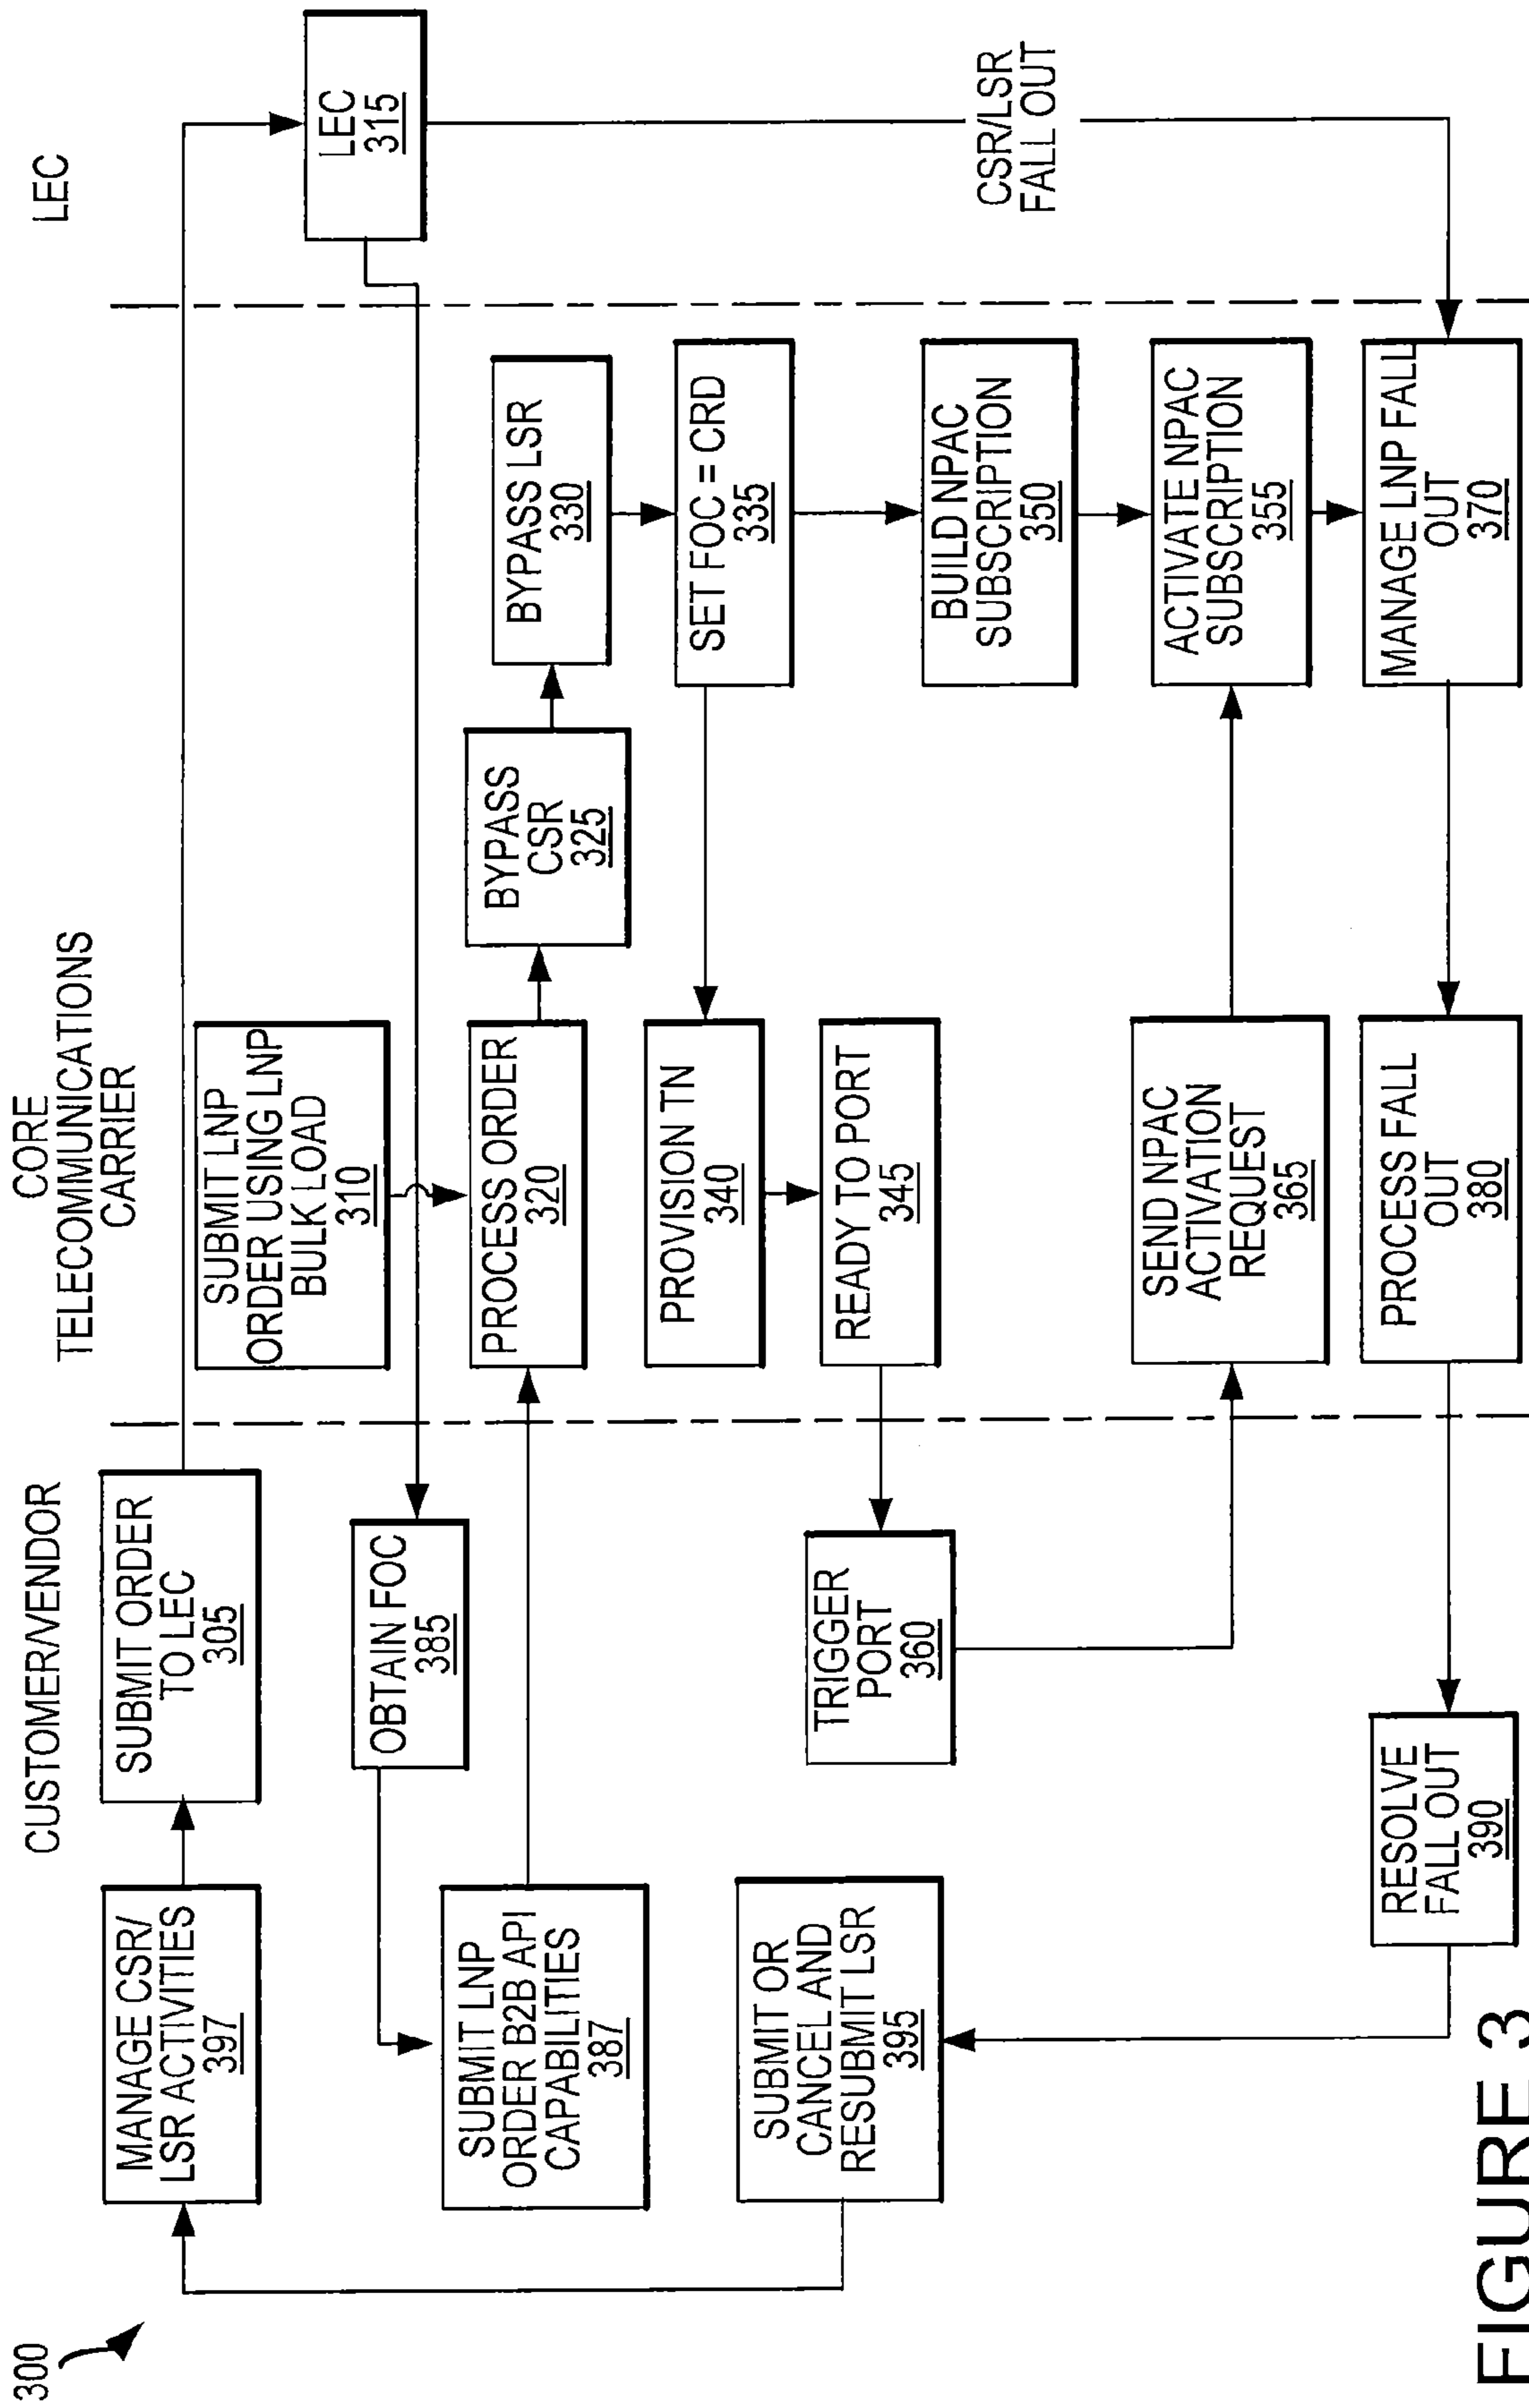 300
CUSTOMER/VENDOR
CORE
TELECOMMUNICATIONS
CARRIER
LEC
MANAGE CSR/
LSR ACTIVITIES
397
SUBMIT ORDER
TO LEC
305
SUBMIT LNP
ORDER USING LNP
BULK LOAD
310
LEC
315
OBTAIN FOC
385
SUBMIT LNP
ORDER B2B API
CAPABILITIES
387
PROCESS ORDER
320
BYPASS
CSR
325
BYPASS LSR
330
SET FOC = CRD
335
PROVISION TN
340
READY TO PORT
345
TRIGGER
PORT
360
BUILD NPAC
SUBSCRIPTION
350
SUBMIT OR
CANCEL AND
RESUBMIT LSR
395
SEND NPAC
ACTIVATION
REQUEST
365
ACTIVATE NPAC
SUBSCRIPTION
355
CSR/LSR
FALL OUT
RESOLVE
FALL OUT
390
PROCESS FALL
OUT
380
MANAGE LNP FALL
OUT
370
FIGURE 3